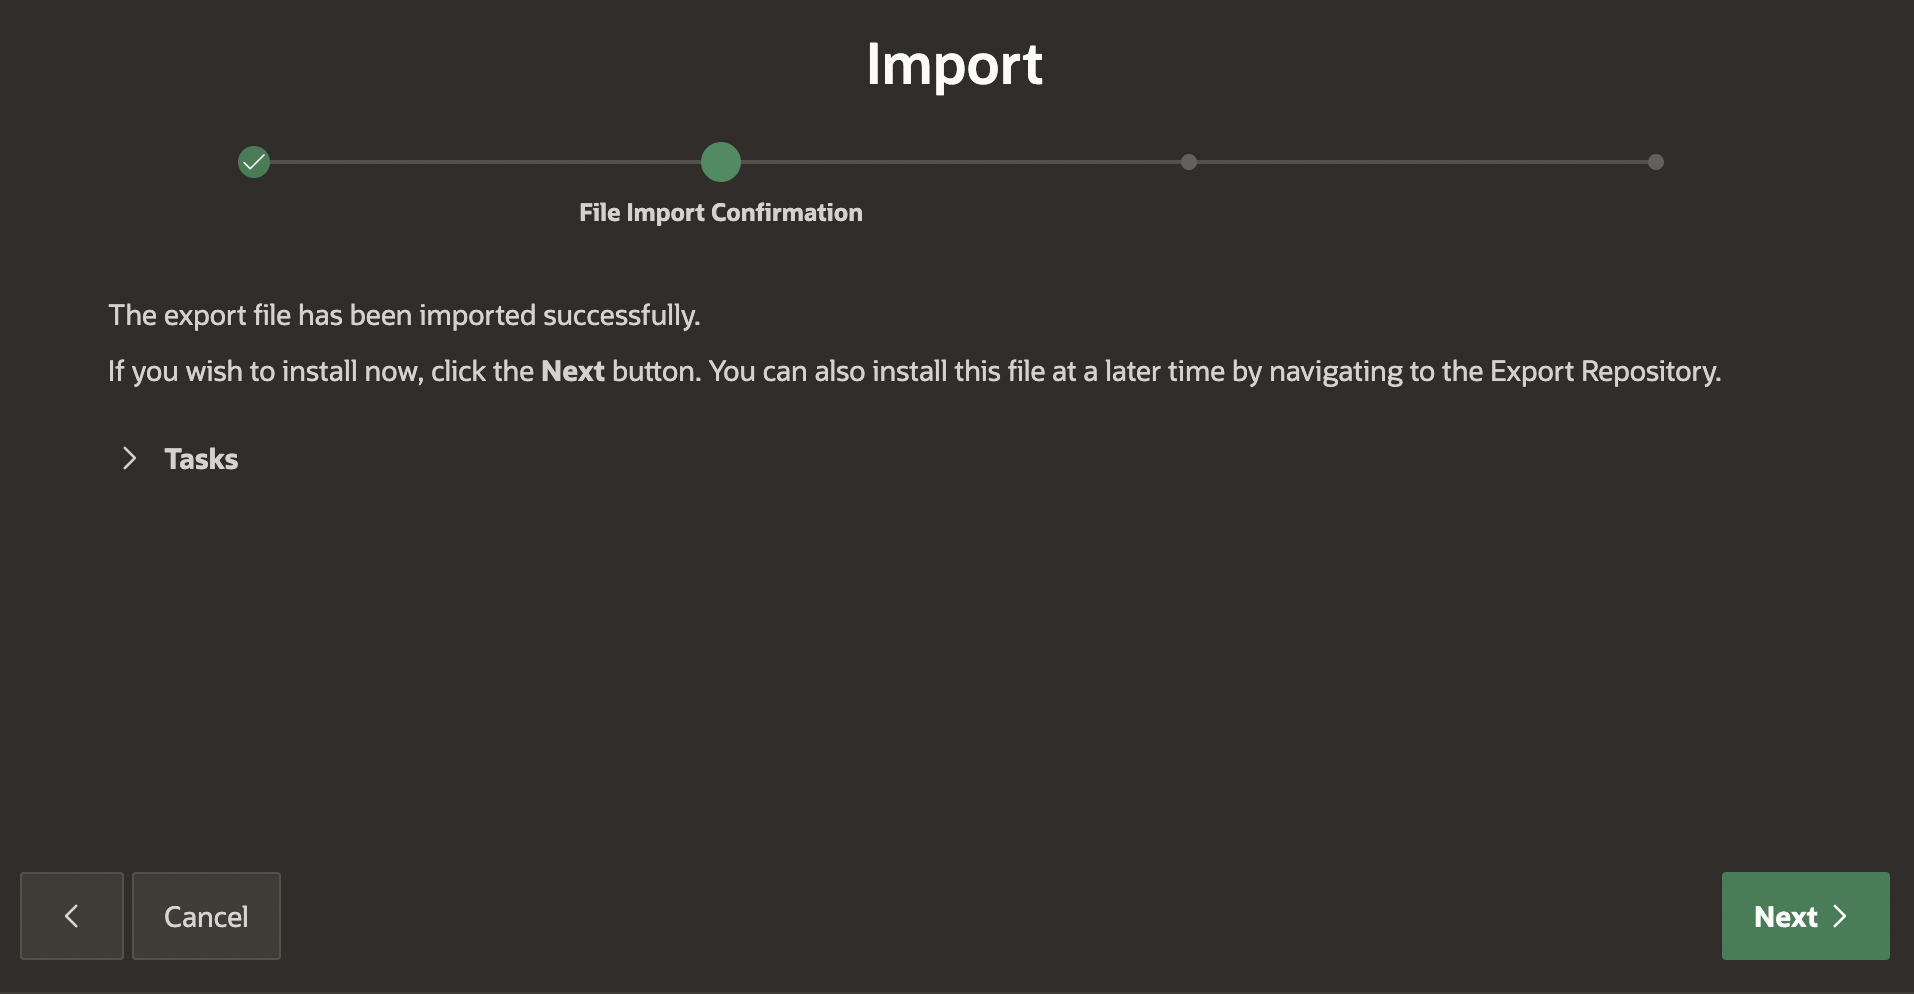 Import
File Import Confirmation
The export file has been imported successfully.
If you wish to install now, click the Next button. You can also install this file at a later time by navigating to the Export Repository.
Tasks
Cancel
Next